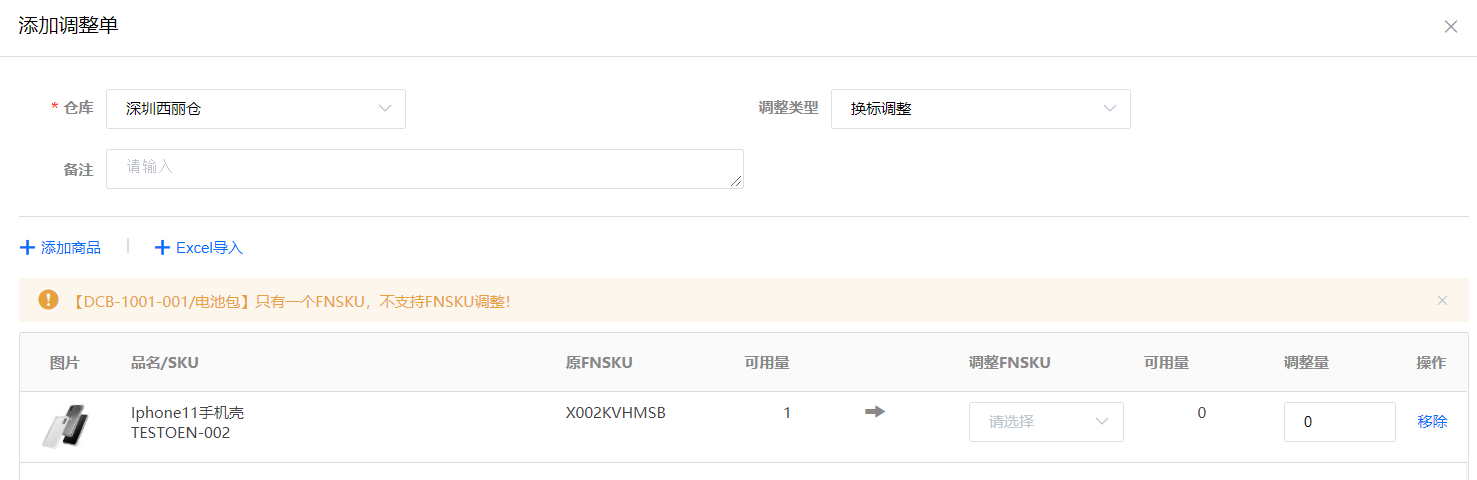 添加调整单
* 仓库 深圳西丽仓 调整类型 换标调整
备注 请输入
添加商品 Excel导入
【DCB-1001-001/电池包】只有一个FNSKU，不支持FNSKU调整!
图片 品名/SKU 原FNSKU 可用量 调整FNSKU 可用量 调整量 操作
Iphone11手机壳 X002KVHMSB 1 请选择 0 0 移除
TESTOEN-002